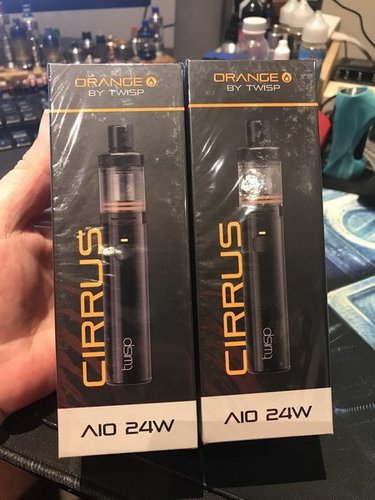 ORANGE
BY TWISP
CIRRUS
twisp
AIO 24W
ORANGE
BY TWISP
CIRRUS
twisp
AIO 24W